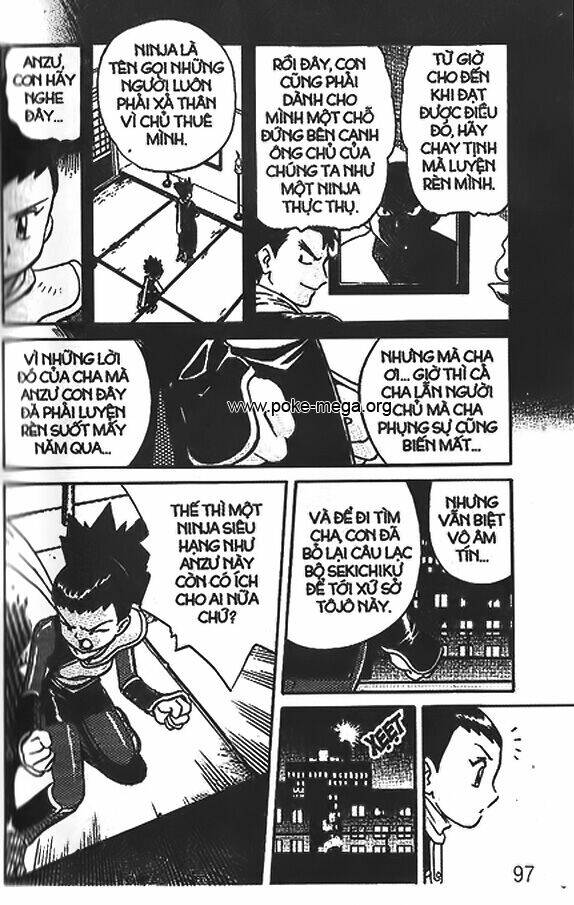 ANZƯ,
CON HÃY
NGHE
ĐÂY...
NINJA LÀ
TÊN GỌI NHỮNG
NGƯỜI LUÔN
PHẢI XẢ THÂN
VÌ CHỦ THUÊ
MÌNH.
RỒI ĐÂY, CON
CŨNG PHẢI
DÀNH CHO
MÌNH MỘT CHỖ
ĐỨNG BÊN CẠNH
ÔNG CHỦ CỦA
CHÚNG TA NHƯ
MỘT NINJA
THỰC THỤ.
TỪ GIỜ
CHO ĐẾN
KHI ĐẠT
ĐƯỢC ĐIỀU
ĐÓ, HÃY
CHAY TỊNH
MÀ LUYỆN
RÈN MÌNH.
VÌ NHỮNG LỜI
ĐÓ CỦA CHA MÀ
ANZƯ CON ĐÂY
ĐÃ PHẢI LUYỆN
RÈN SUỐT MẤY
NĂM QUA...
NHƯNG MÀ CHA
ƠI... GIỜ THÌ CẢ
CHA LẪN NGƯỜI
CHỦ MÀ CHA
PHỤNG SỰ CŨNG
BIẾN MẤT...
www.poke-mega.org
THẾ THÌ MỘT
NINJA SIÊU
HẠNG NHƯ
ANZƯ NÀY
CÒN CÓ ÍCH
CHO AI NỮA
CHỨ?
VÀ ĐỂ ĐI TÌM
CHA, CON ĐÃ
BỎ LẠI CÂU LẠC
BỘ SEKICHIKƯ
ĐỂ TỚI XỨ SỞ
TÔJÔ NÀY.
NHƯNG
VẪN BIỆT
VÔ ÂM
TÍN...
XẸẸT
97